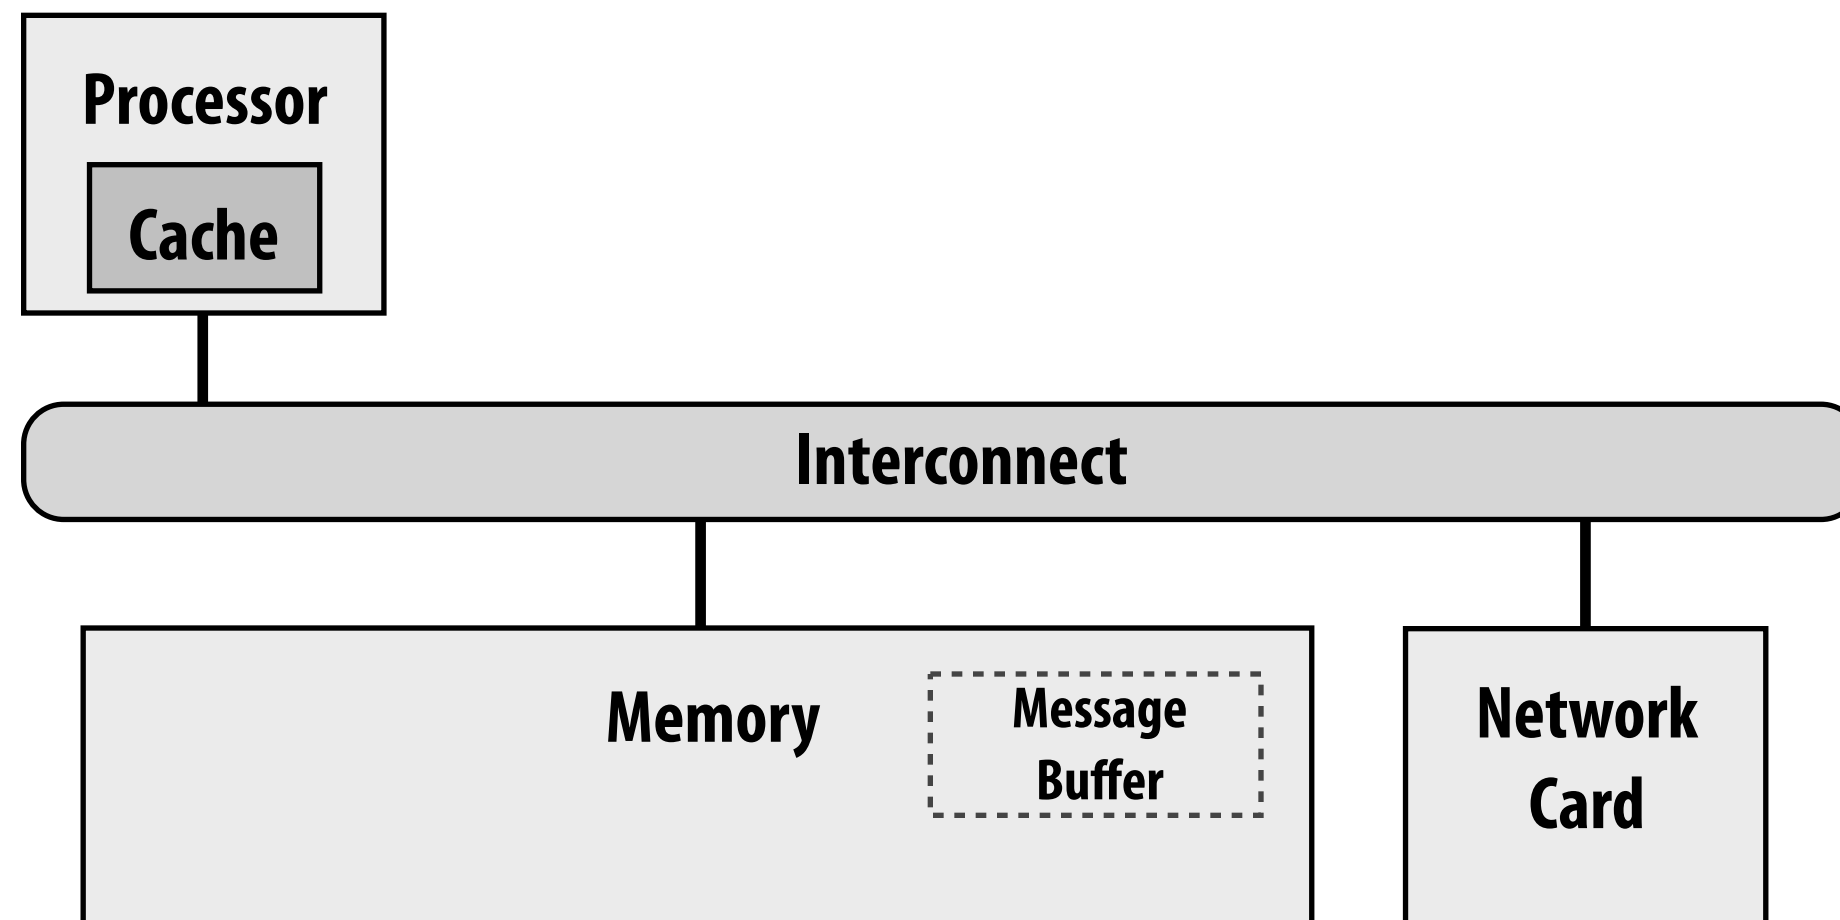 Processor
Cache
Interconnect
Memory
Message
Buffer
Network
Card